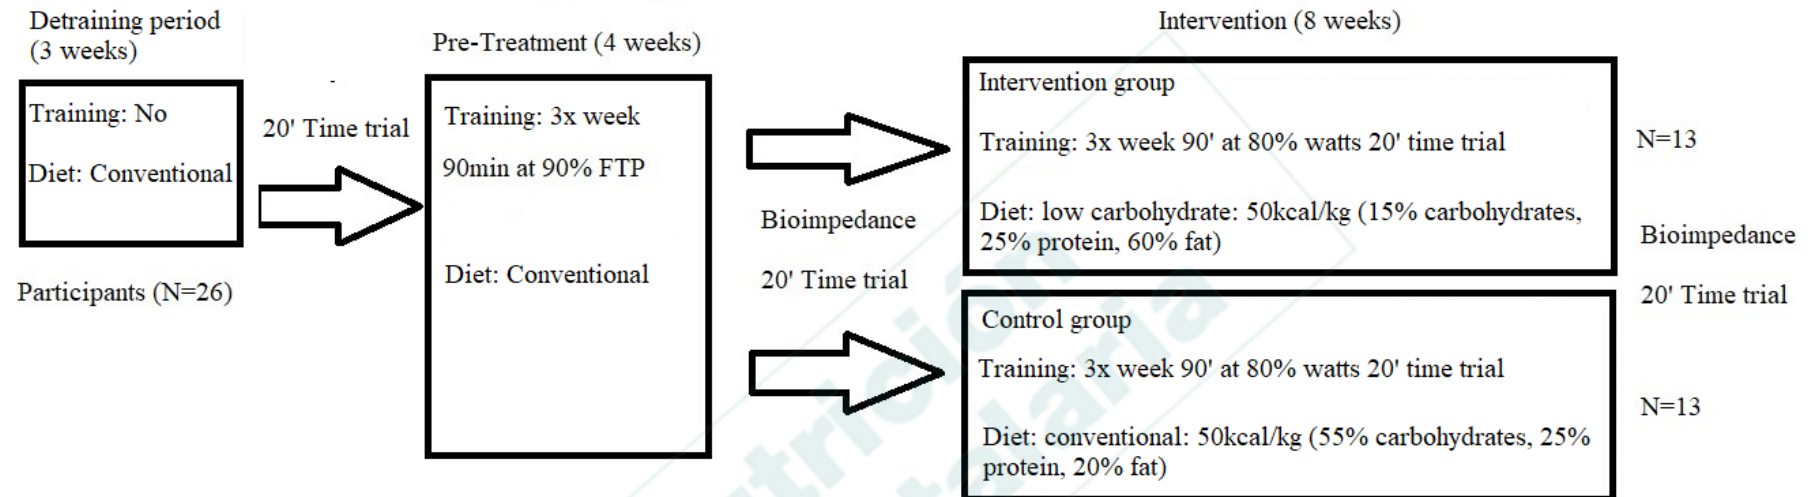 Detraining period
(3 weeks)
Training: No
Diet: Conventional
Participants (N=26)
20' Time trial
Pre-Treatment (4 weeks)
Training: 3x week
90min at 90% FTP
Diet: Conventional
Bioimpedance
20' Time trial
Intervention (8 weeks)
Intervention group
Training: 3x week 90' at 80% watts 20' time trial
Diet: low carbohydrate: 50kcal/kg (15% carbohydrates,
25% protein, 60% fat)
Control group
Training: 3x week 90' at 80% watts 20' time trial
Diet: conventional: 50kcal/kg (55% carbohydrates, 25%
protein, 20% fat)
N=13
Bioimpedance
20' Time trial
N=13